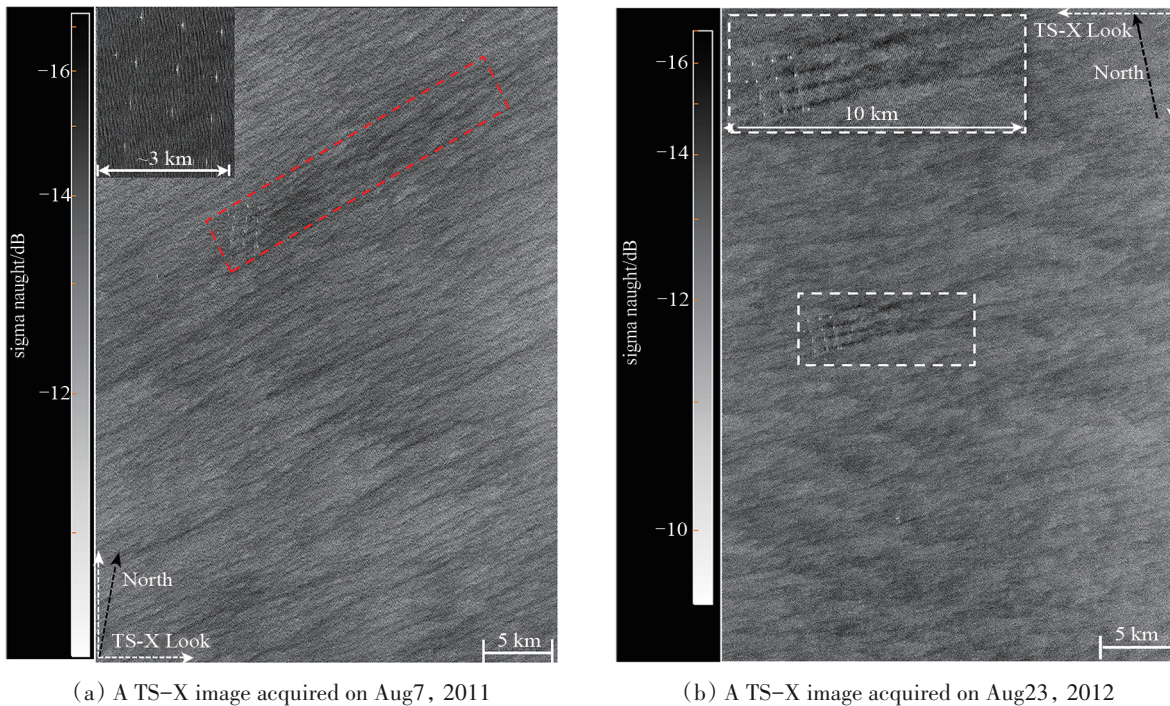 −16
−14
−12
sigma naught/dB
~3 km
North
TS-X Look
5 km
(a) A TS−X image acquired on Aug7, 2011
−16
−14
−12
−10
sigma naught/dB
10 km
TS-X Look
North
5 km
(b) A TS−X image acquired on Aug23, 2012